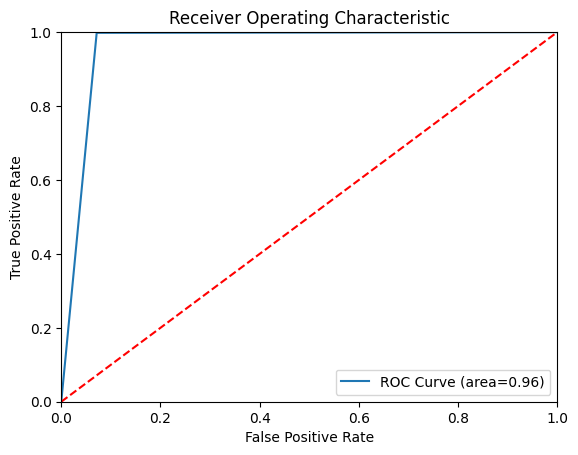 Receiver Operating Characteristic
1.0
0.8
0.6
0.4
0.2
0.0
True Positive Rate
ROC Curve (area=0.96)
0.0 0.2 0.4 0.6 0.8 1.0
False Positive Rate